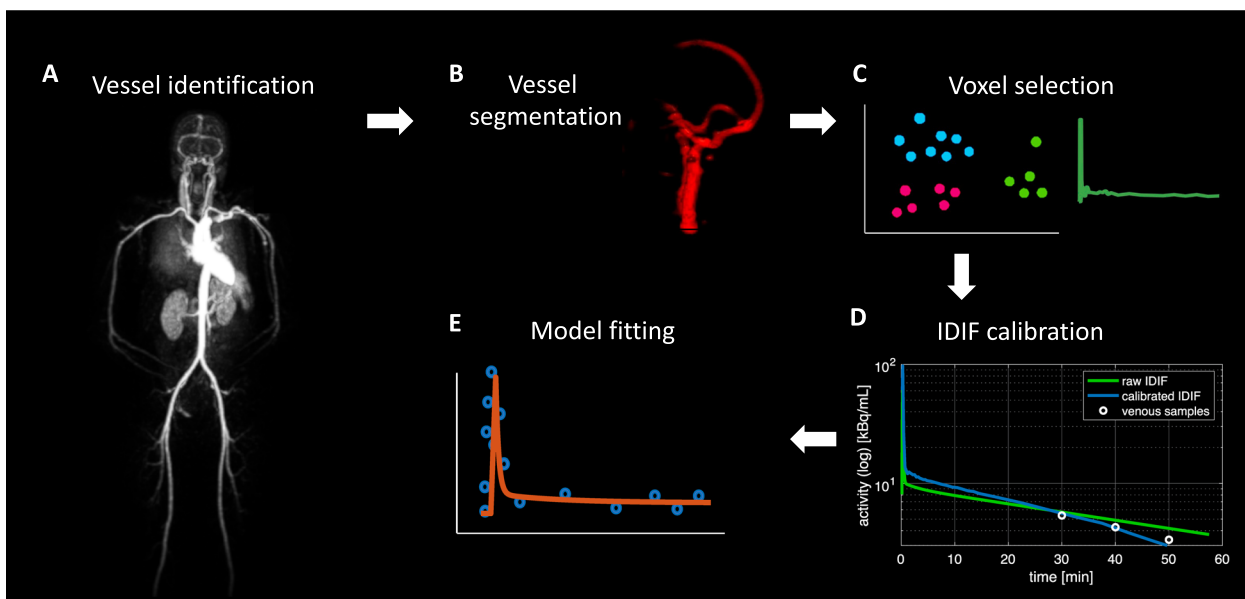 A
Vessel identification
B
Vessel
segmentation
C
Voxel selection
D
IDIF calibration
10²
raw IDIF
calibrated IDIF
venous samples
activity (log) [kBq/mL]
10¹
0
10
20
30
40
50
60
time [min]
E
Model fitting